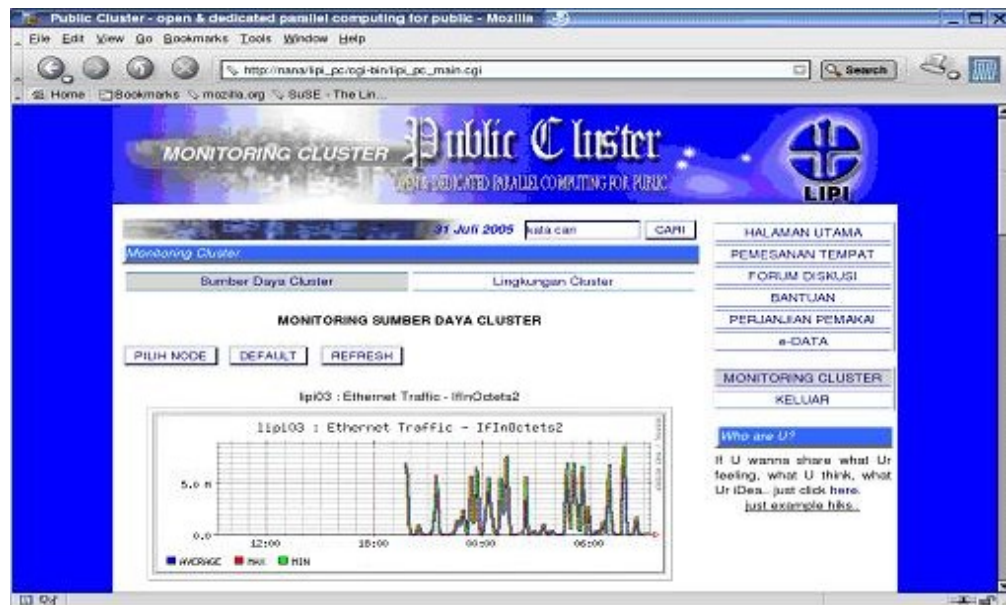 Public Cluster - open & dedicated parallel computing for public - Mozilla
File Edit View Go Bookmarks Tools Window Help
http://nana/lipi_pc/cgi-bin/lipi_pc_main.cgi
Search
Home Bookmarks mozilla.org SuSE - The Lin...
MONITORING CLUSTER
Public Cluster
OPEN & DEDICATED PARALLEL COMPUTING FOR PUBLIC
LIPI
31 Juli 2005
kata cari
CARI
Monitoring Cluster
Sumber Daya Cluster
Lingkungan Cluster
MONITORING SUMBER DAYA CLUSTER
PILIH NODE
DEFAULT
REFRESH
lipi03 : Ethernet Traffic - IfInOctets2
lipi03 : Ethernet Traffic - IfInOctets2
5.0 M
0.0
12:00 18:00 00:00 06:00
AVERAGE MAX MIN
HALAMAN UTAMA
PEMESANAN TEMPAT
FORUM DISKUSI
BANTUAN
PERJANJIAN PEMAKAI
e-DATA
MONITORING CLUSTER
KELUAR
Who are U?
If U wanna share what Ur
feeling, what U think, what
Ur iDea.. just click here.
just example hiks..